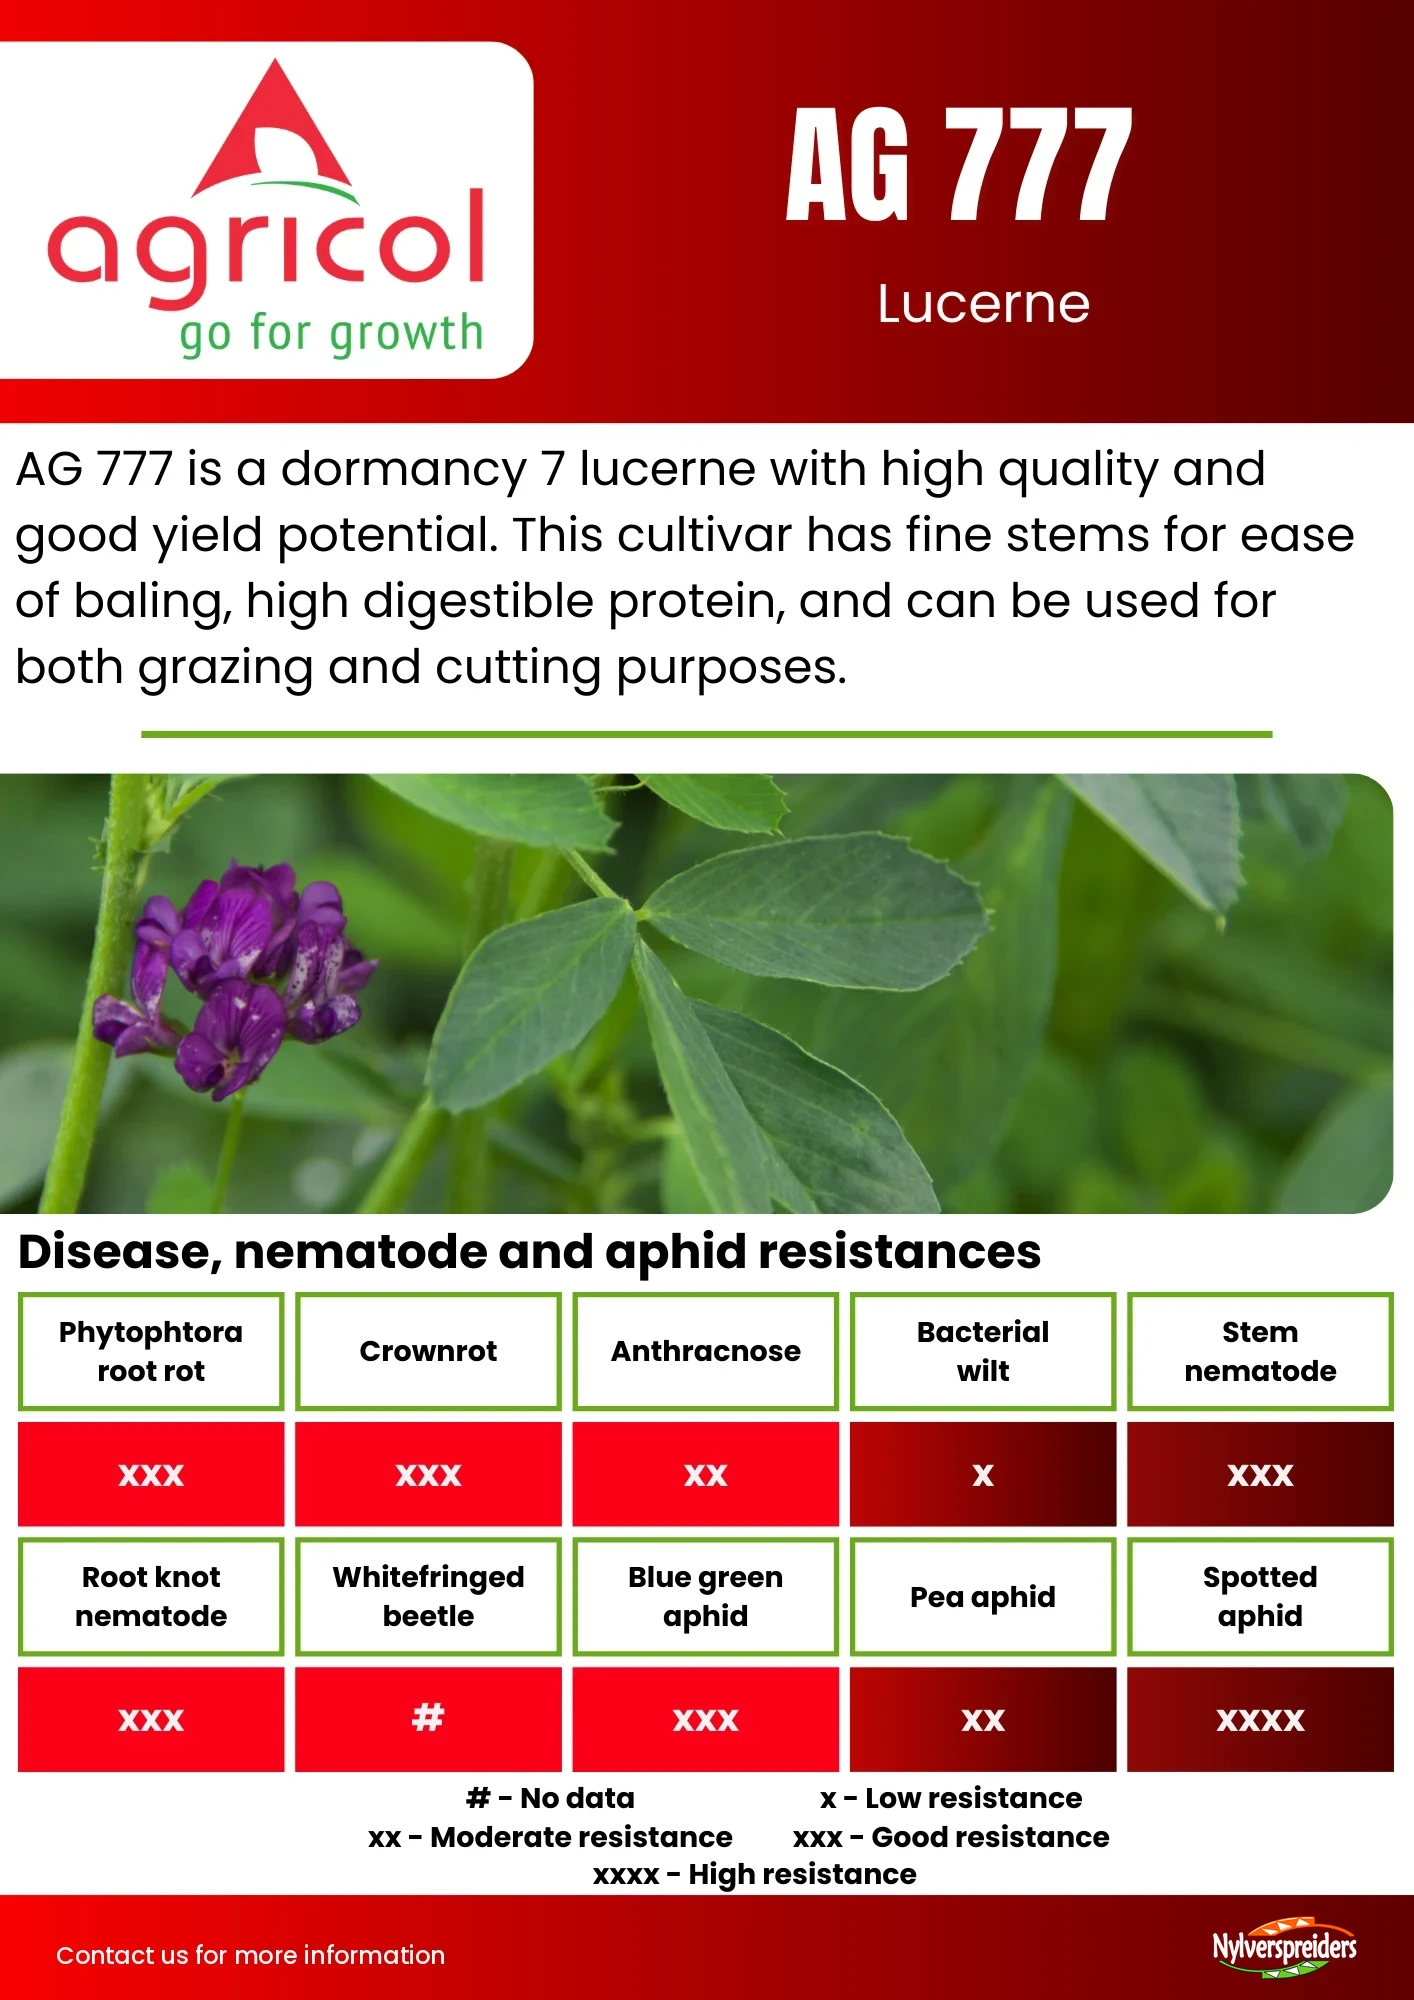 agricol
go for growth
AG 777
Lucerne
AG 777 is a dormancy 7 lucerne with high quality and
good yield potential. This cultivar has fine stems for ease
of baling, high digestible protein, and can be used for
both grazing and cutting purposes.
Disease, nematode and aphid resistances
Phytophtora
root rot
Crownrot
Anthracnose
Bacterial
wilt
Stem
nematode
xxx
xxx
xx
x
xxx
Root knot
nematode
Whitefringed
beetle
Blue green
aphid
Pea aphid
Spotted
aphid
xxx
#
xxx
xx
xxxx
# - No data
x - Low resistance
xx - Moderate resistance
xxx - Good resistance
xxxx - High resistance
Contact us for more information
Nylverspreiders